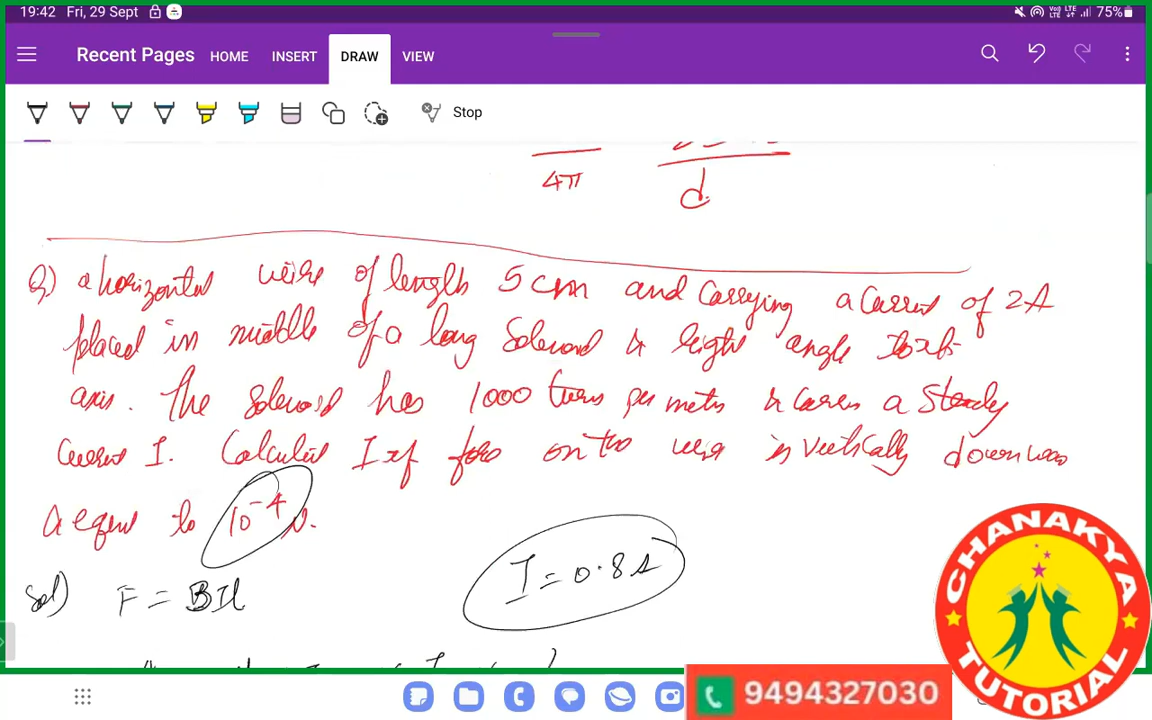 19:42 Fri, 29 Sept 75%
Recent Pages HOME INSERT DRAW VIEW
Stop
4π d.
Q) a horizontal wire of length 5 cm and carrying a current of 2A
placed in middle of a long Solenoid & right angle to its
axis. The solenoid has 1000 turns per meter & carries a Steady
Current I. Calculate I if force on the wire is vertically downward
& equal to 10⁻⁴ N.
I = 0.8 A
Sol) F = BIl
CHANAKYA
TUTORIAL
9494327030